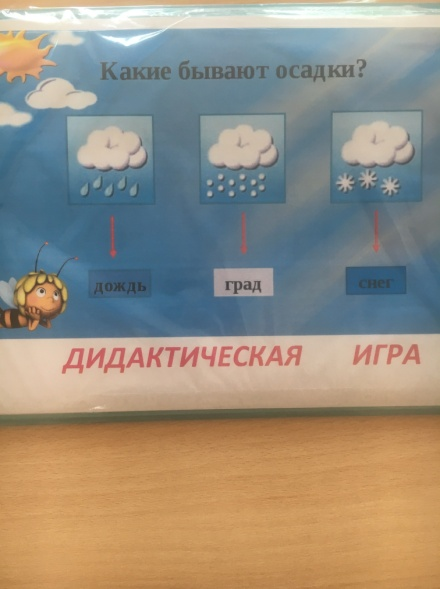 Какие бывают осадки?
дождь град снег
ДИДАКТИЧЕСКАЯ ИГРА